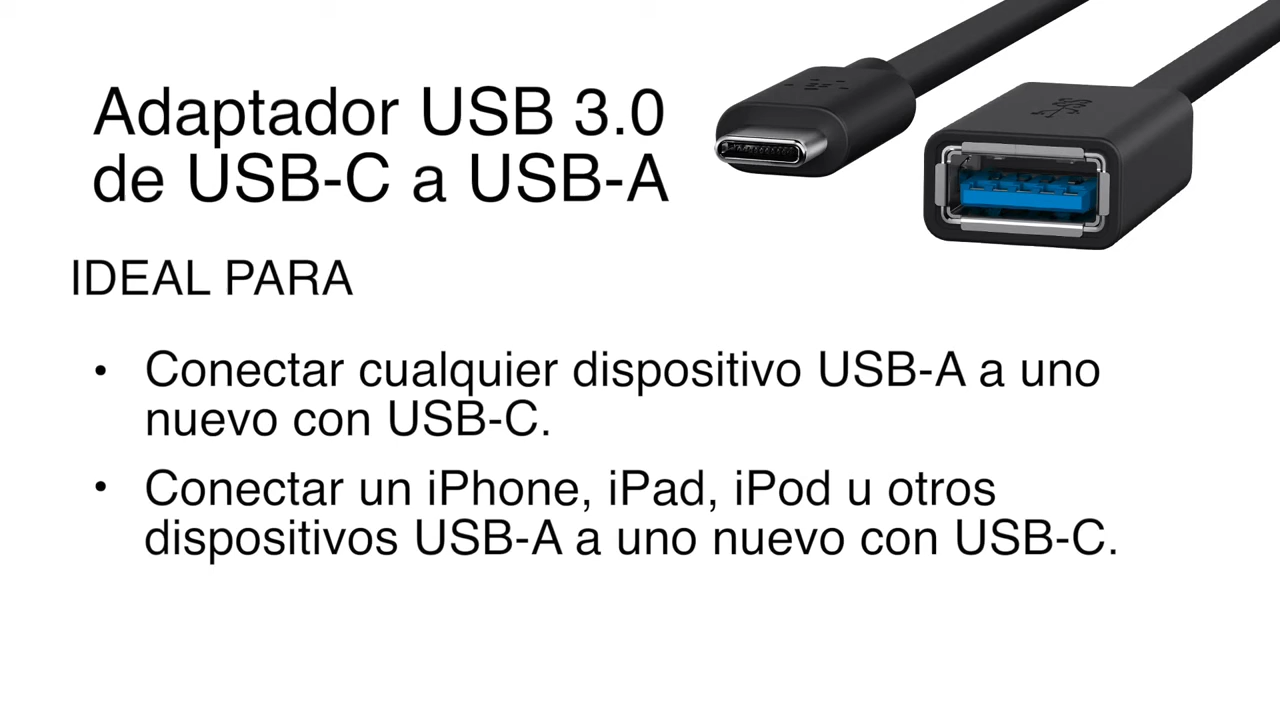 Adaptador USB 3.0
de USB-C a USB-A
IDEAL PARA
• Conectar cualquier dispositivo USB-A a uno
nuevo con USB-C.
• Conectar un iPhone, iPad, iPod u otros
dispositivos USB-A a uno nuevo con USB-C.